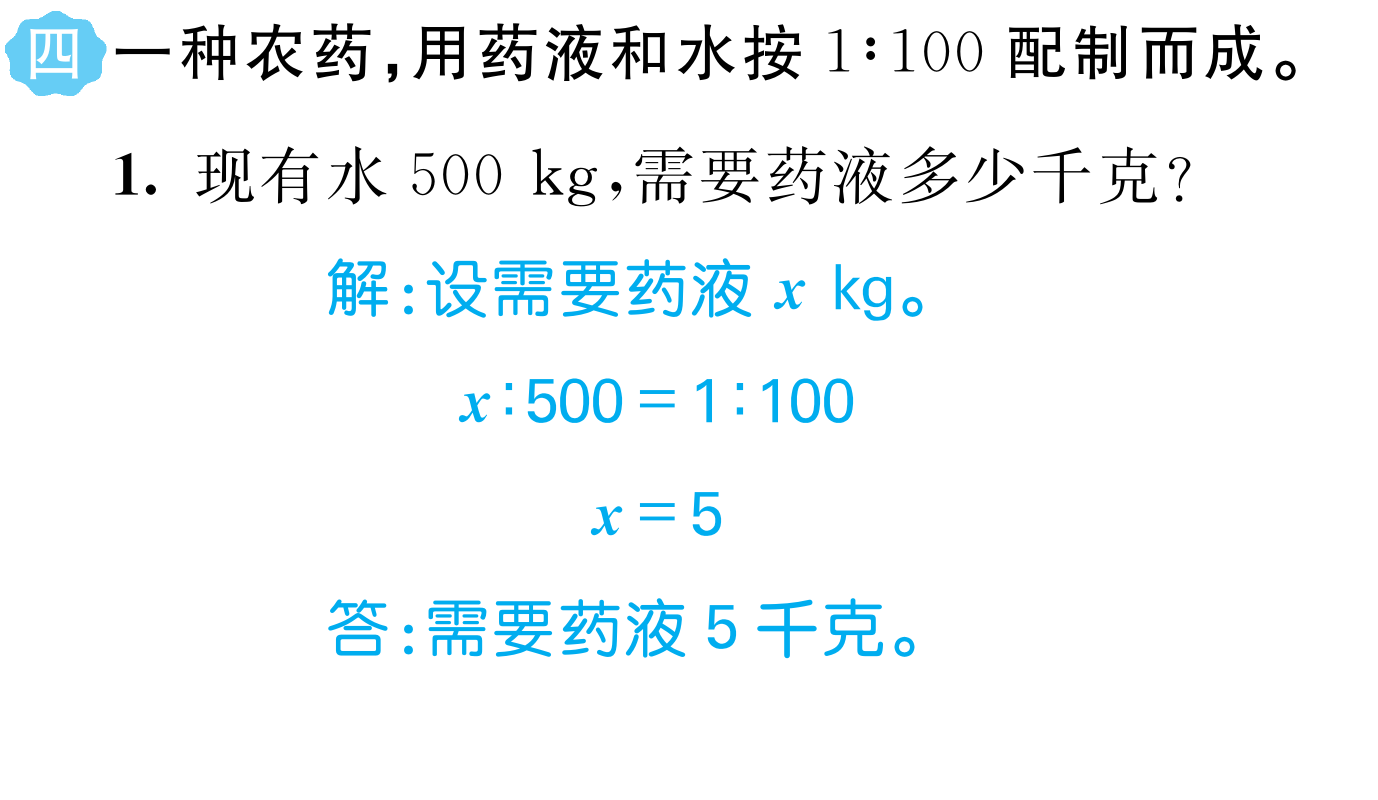 四 一种农药,用药液和水按 1∶100 配制而成。
1. 现有水 500 kg,需要药液多少千克?
解:设需要药液 x kg。
x∶500=1∶100
x=5
答:需要药液 5 千克。